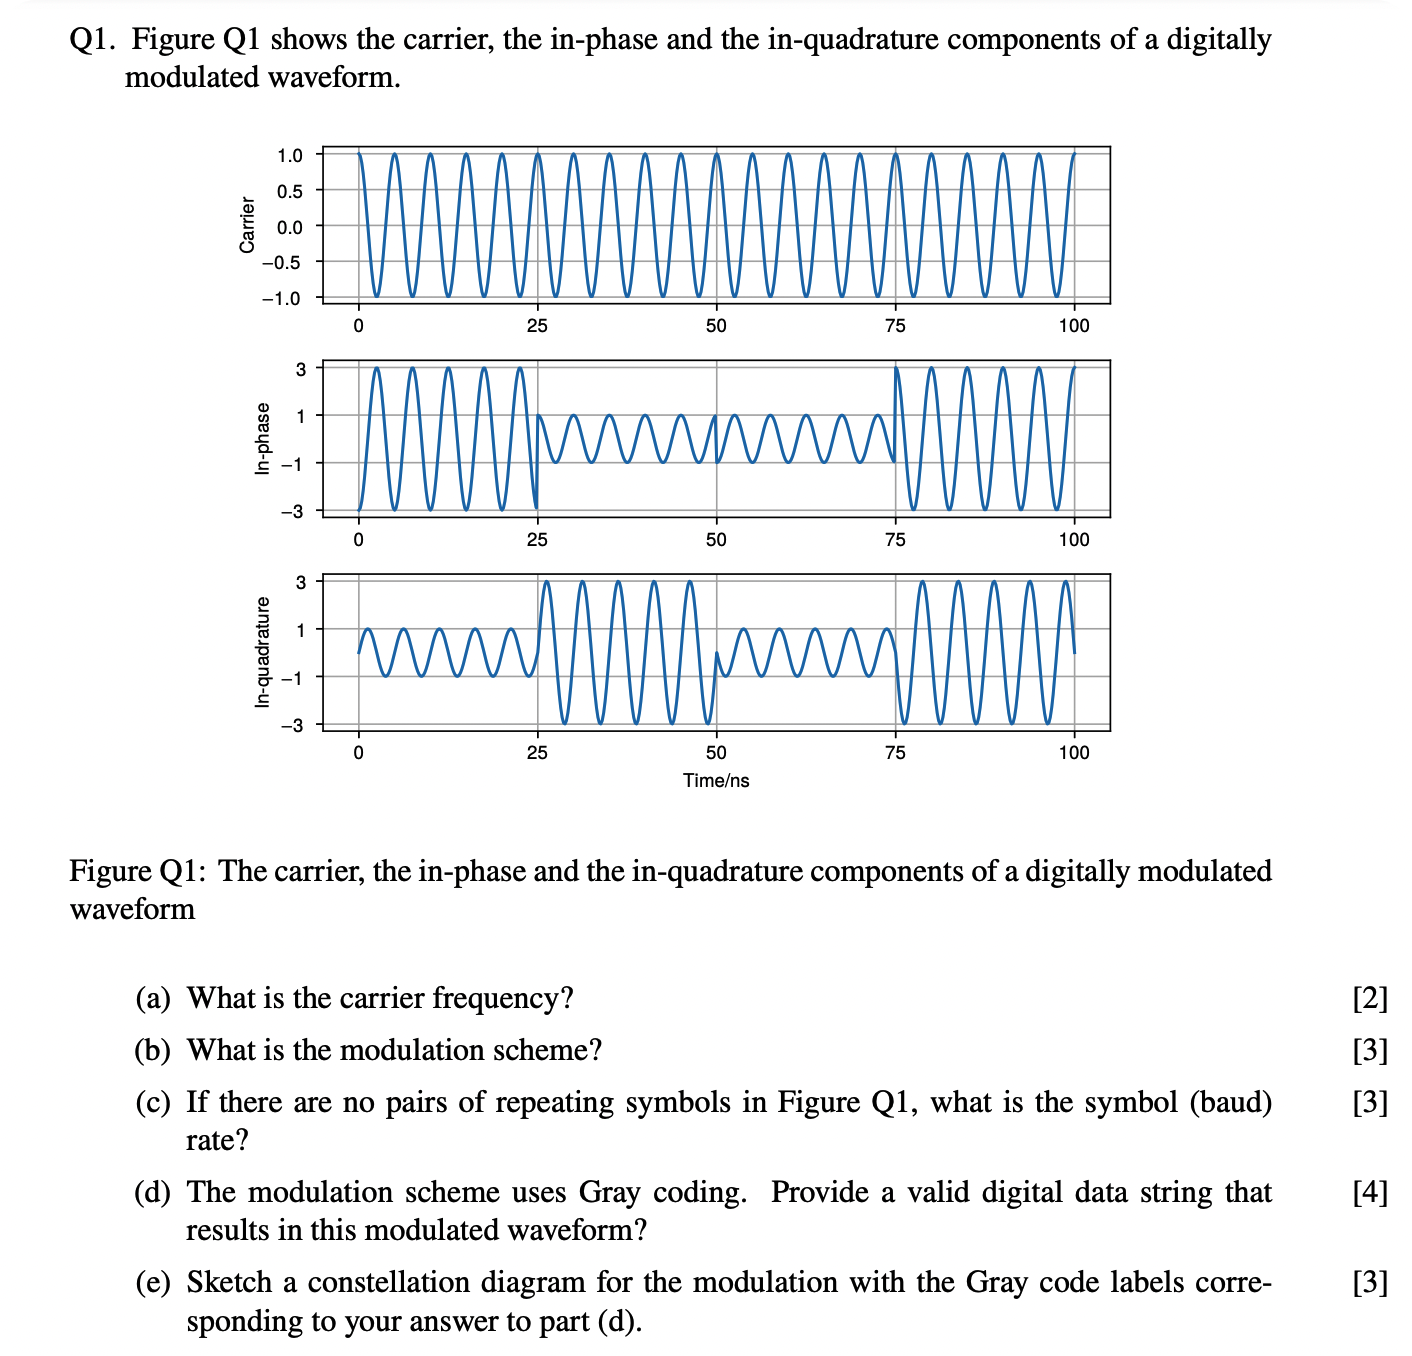 Q1. Figure Q1 shows the carrier, the in-phase and the in-quadrature components of a digitally
modulated waveform.
1.0
0.5
0.0
−0.5
−1.0
Carrier
0 25 50 75 100
3
1
−1
−3
In-phase
0 25 50 75 100
3
1
−1
−3
In-quadrature
0 25 50 75 100
Time/ns
Figure Q1: The carrier, the in-phase and the in-quadrature components of a digitally modulated
waveform
(a) What is the carrier frequency? [2]
(b) What is the modulation scheme? [3]
(c) If there are no pairs of repeating symbols in Figure Q1, what is the symbol (baud) [3]
rate?
(d) The modulation scheme uses Gray coding. Provide a valid digital data string that [4]
results in this modulated waveform?
(e) Sketch a constellation diagram for the modulation with the Gray code labels corre- [3]
sponding to your answer to part (d).